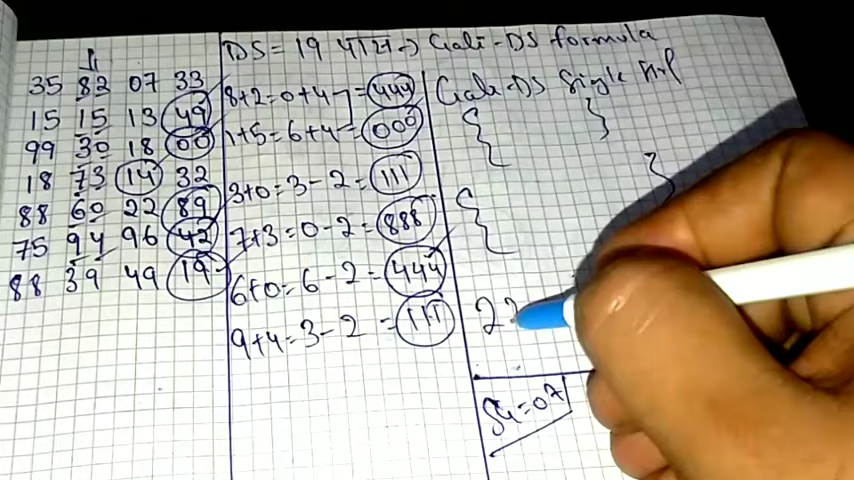 35 82 07 33
15 15 13 49
99 30 18 00
18 73 14 32
88 60 22 89
75 94 96 42
88 39 49 19
DS = 19
Gali-DS formula
8+2=0+4 = 444
1+5=6+4 = 000
3+0=3-2 = 111
7+3=0-2 = 888
6+0=6-2 = 444
9+4=3-2 = 111
Gali-DS Single
22
=07